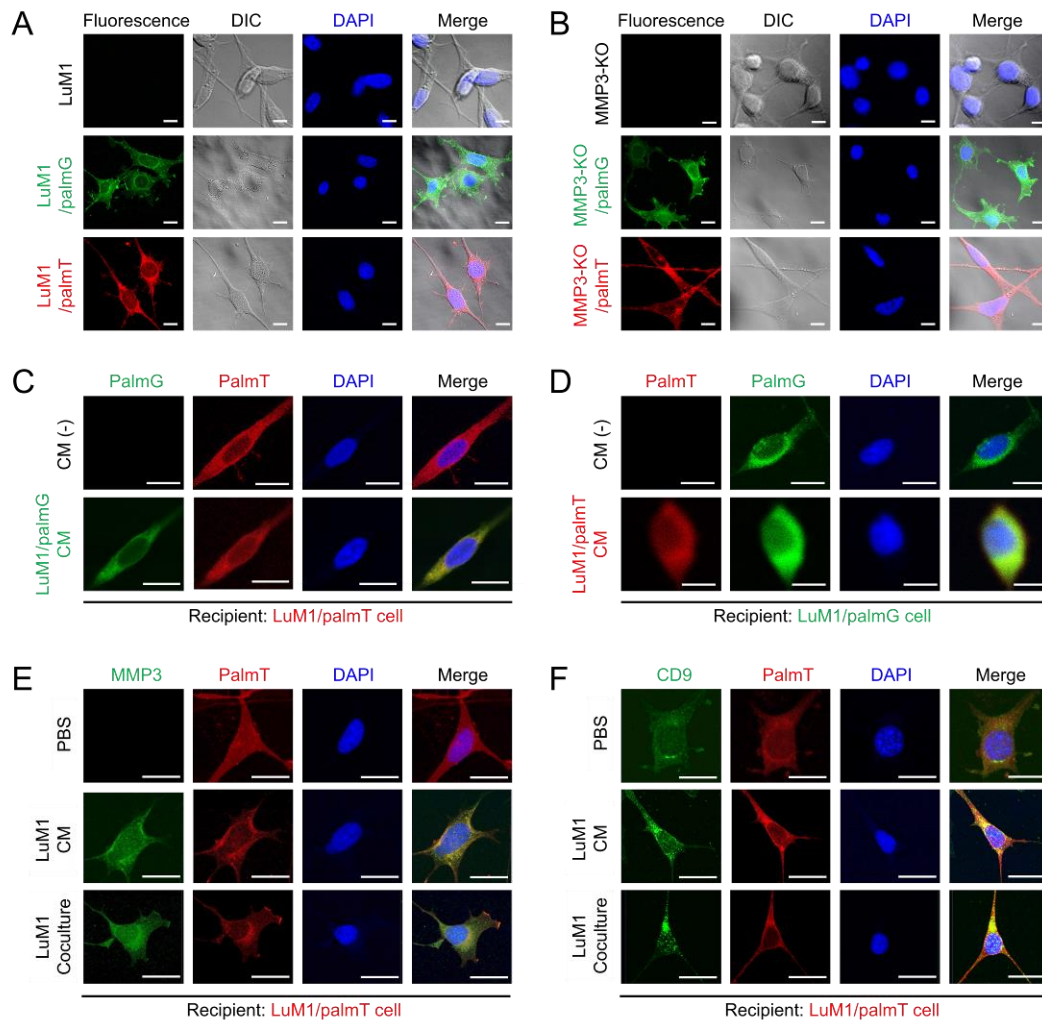 A
Fluorescence DIC DAPI Merge
LuM1
LuM1
/palmG
LuM1
/palmT
B
Fluorescence DIC DAPI Merge
MMP3-KO
MMP3-KO
/palmG
MMP3-KO
/palmT
C
PalmG PalmT DAPI Merge
CM (-)
LuM1/palmG
CM
Recipient: LuM1/palmT cell
D
PalmT PalmG DAPI Merge
CM (-)
LuM1/palmT
CM
Recipient: LuM1/palmG cell
E
MMP3 PalmT DAPI Merge
PBS
LuM1
CM
LuM1
Coculture
Recipient: LuM1/palmT cell
F
CD9 PalmT DAPI Merge
PBS
LuM1
CM
LuM1
Coculture
Recipient: LuM1/palmT cell